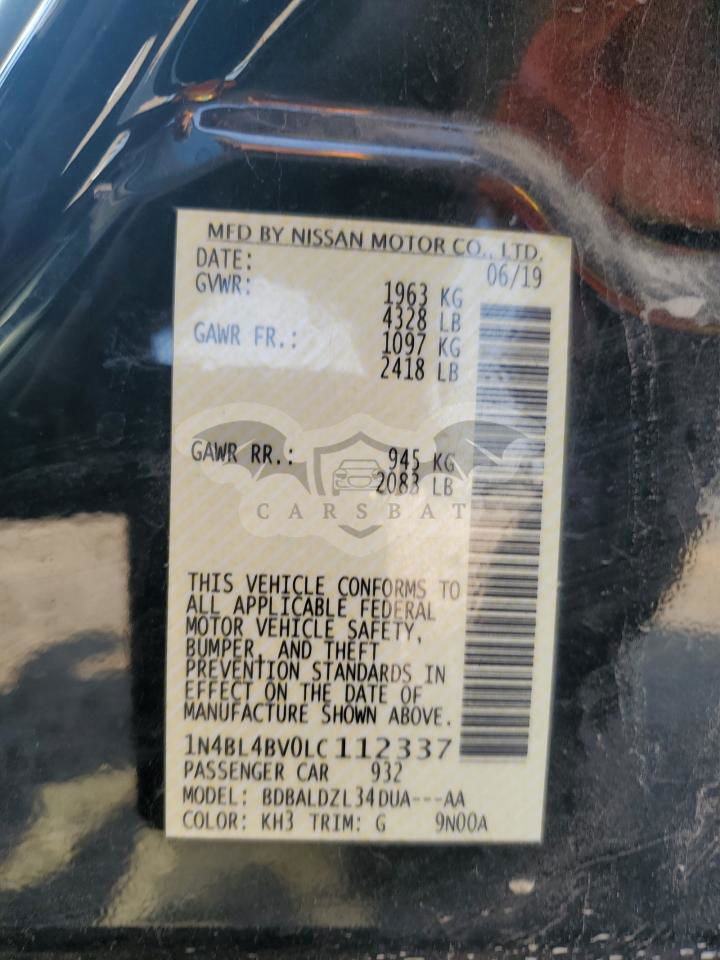 MFD BY NISSAN MOTOR CO., LTD.
DATE: 06/19
GVWR: 1963 KG
4328 LB
GAWR FR.: 1097 KG
2418 LB
GAWR RR.: 945 KG
2083 LB
CARSBAT
THIS VEHICLE CONFORMS TO
ALL APPLICABLE FEDERAL
MOTOR VEHICLE SAFETY,
BUMPER, AND THEFT
PREVENTION STANDARDS IN
EFFECT ON THE DATE OF
MANUFACTURE SHOWN ABOVE.
1N4BL4BV0LC112337
PASSENGER CAR 932
MODEL: BDBALDZL34DUA---AA
COLOR: KH3 TRIM: G 9N00A